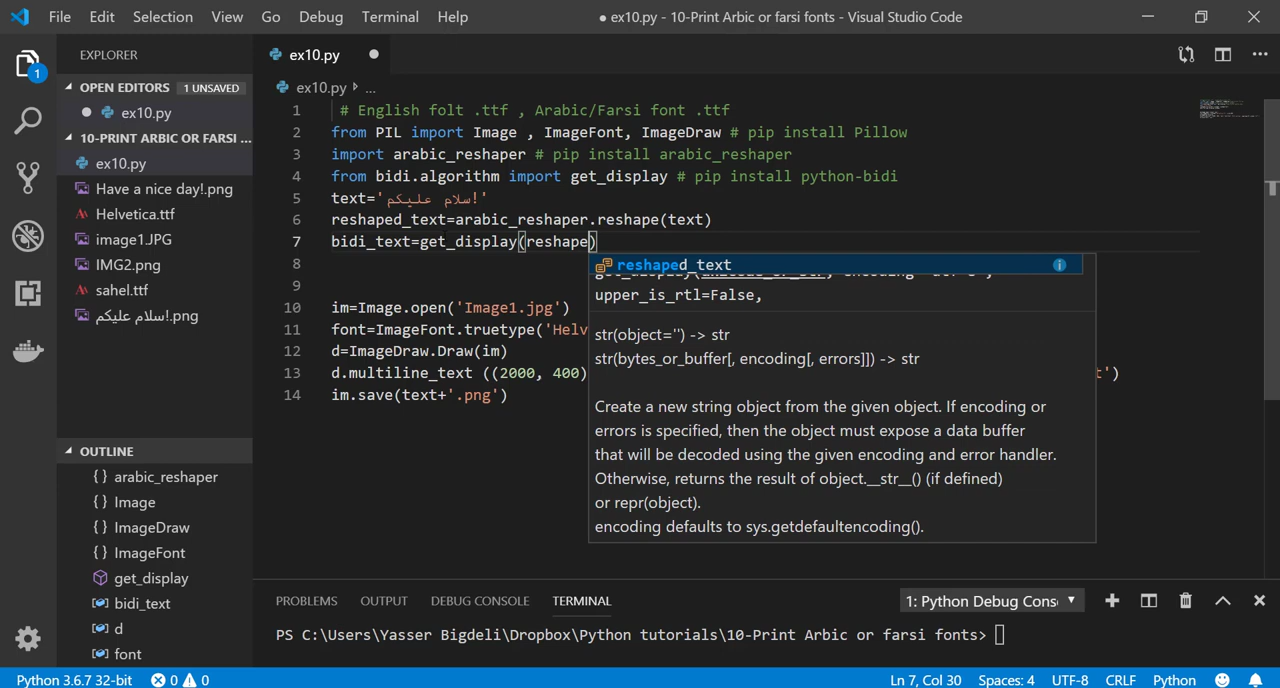 File Edit Selection View Go Debug Terminal Help ● ex10.py - 10-Print Arbic or farsi fonts - Visual Studio Code
EXPLORER
OPEN EDITORS 1 UNSAVED
ex10.py
10-PRINT ARBIC OR FARSI ...
ex10.py
Have a nice day!.png
Helvetica.ttf
image1.JPG
IMG2.png
sahel.ttf
سلام علیکم!.png
OUTLINE
arabic_reshaper
Image
ImageDraw
ImageFont
get_display
bidi_text
d
font
ex10.py
ex10.py ...
1 # English folt .ttf , Arabic/Farsi font .ttf
2 from PIL import Image , ImageFont, ImageDraw # pip install Pillow
3 import arabic_reshaper # pip install arabic_reshaper
4 from bidi.algorithm import get_display # pip install python-bidi
5 text='سلام علیکم!'
6 reshaped_text=arabic_reshaper.reshape(text)
7 bidi_text=get_display(reshape)
8
9
10 im=Image.open('Image1.jpg')
11 font=ImageFont.truetype('Helv
12 d=ImageDraw.Draw(im)
13 d.multiline_text ((2000, 400) t')
14 im.save(text+'.png')
reshaped_text
upper_is_rtl=False,
str(object='') -> str
str(bytes_or_buffer[, encoding[, errors]]) -> str
Create a new string object from the given object. If encoding or
errors is specified, then the object must expose a data buffer
that will be decoded using the given encoding and error handler.
Otherwise, returns the result of object.__str__() (if defined)
or repr(object).
encoding defaults to sys.getdefaultencoding().
PROBLEMS OUTPUT DEBUG CONSOLE TERMINAL 1: Python Debug Cons
PS C:\Users\Yasser Bigdeli\Dropbox\Python tutorials\10-Print Arbic or farsi fonts>
Python 3.6.7 32-bit 0 0 Ln 7, Col 30 Spaces: 4 UTF-8 CRLF Python
1